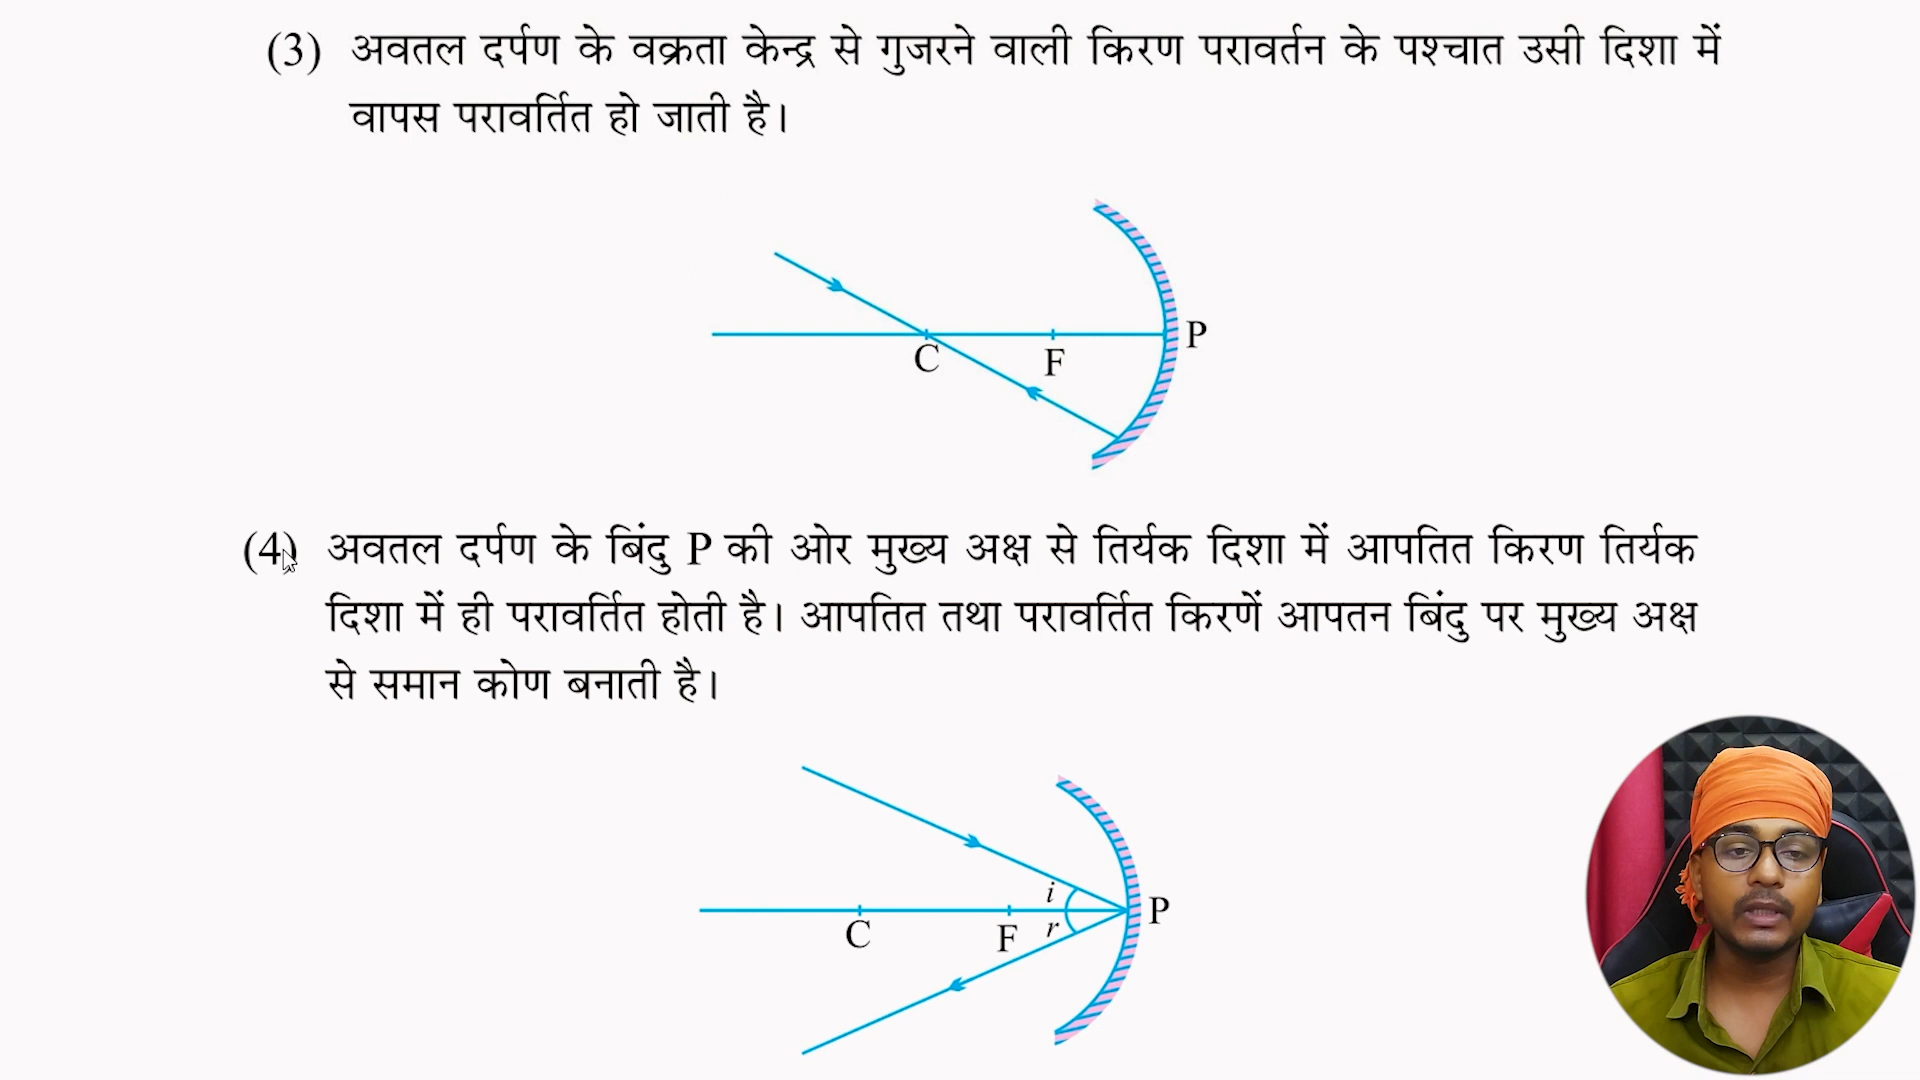 (3) अवतल दर्पण के वक्रता केन्द्र से गुजरने वाली किरण परावर्तन के पश्चात उसी दिशा में
वापस परावर्तित हो जाती है।
P
C
F
(4) अवतल दर्पण के बिंदु P की ओर मुख्य अक्ष से तिर्यक दिशा में आपतित किरण तिर्यक
दिशा में ही परावर्तित होती है। आपतित तथा परावर्तित किरणें आपतन बिंदु पर मुख्य अक्ष
से समान कोण बनाती है।
i
P
C
F
r